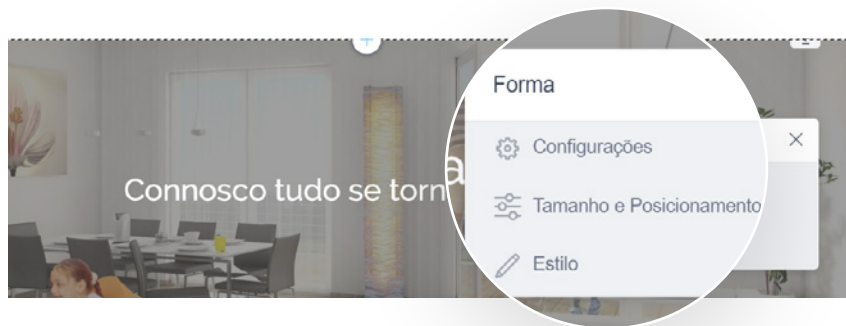 Forma
Configurações
Connosco tudo se torn
a
Tamanho e Posicionamento
Estilo